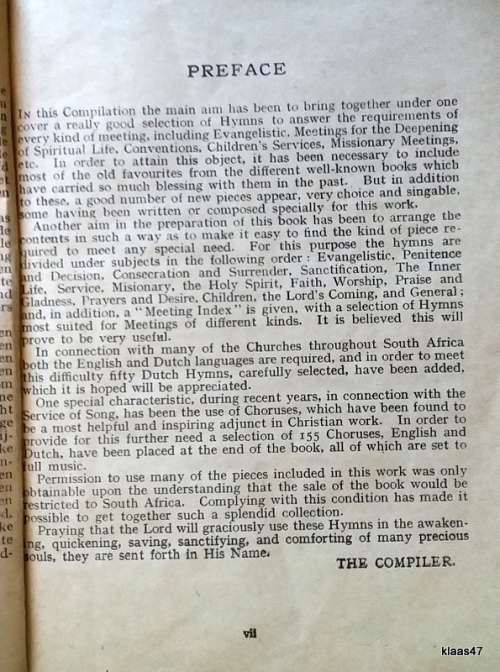 PREFACE
IN this Compilation the main aim has been to bring together under one
cover a really good selection of Hymns to answer the requirements of
every kind of meeting, including Evangelistic, Meetings for the Deepening
of Spiritual Life, Conventions, Children's Services, Missionary Meetings,
etc. In order to attain this object, it has been necessary to include
most of the old favourites from the different well-known books which
have carried so much blessing with them in the past. But in addition
to these, a good number of new pieces appear, very choice and singable,
some having been written or composed specially for this work.
Another aim in the preparation of this book has been to arrange the
contents in such a way as to make it easy to find the kind of piece re-
quired to meet any special need. For this purpose the hymns are
divided under subjects in the following order: Evangelistic, Penitence
and Decision, Consecration and Surrender, Sanctification, The Inner
Life, Service, Missionary, the Holy Spirit, Faith, Worship, Praise and
Gladness, Prayers and Desire, Children, the Lord's Coming, and General;
and, in addition, a "Meeting Index" is given, with a selection of Hymns
most suited for Meetings of different kinds. It is believed this will
prove to be very useful.
In connection with many of the Churches throughout South Africa
both the English and Dutch languages are required, and in order to meet
this difficulty fifty Dutch Hymns, carefully selected, have been added,
which it is hoped will be appreciated.
One special characteristic, during recent years, in connection with the
Service of Song, has been the use of Choruses, which have been found to
be a most helpful and inspiring adjunct in Christian work. In order to
provide for this further need a selection of 155 Choruses, English and
Dutch, have been placed at the end of the book, all of which are set to
full music.
Permission to use many of the pieces included in this work was only
obtainable upon the understanding that the sale of the book would be
restricted to South Africa. Complying with this condition has made it
possible to get together such a splendid collection.
Praying that the Lord will graciously use these Hymns in the awaken-
ing, quickening, saving, sanctifying, and comforting of many precious
souls, they are sent forth in His Name.
THE COMPILER.
vii
klaas47